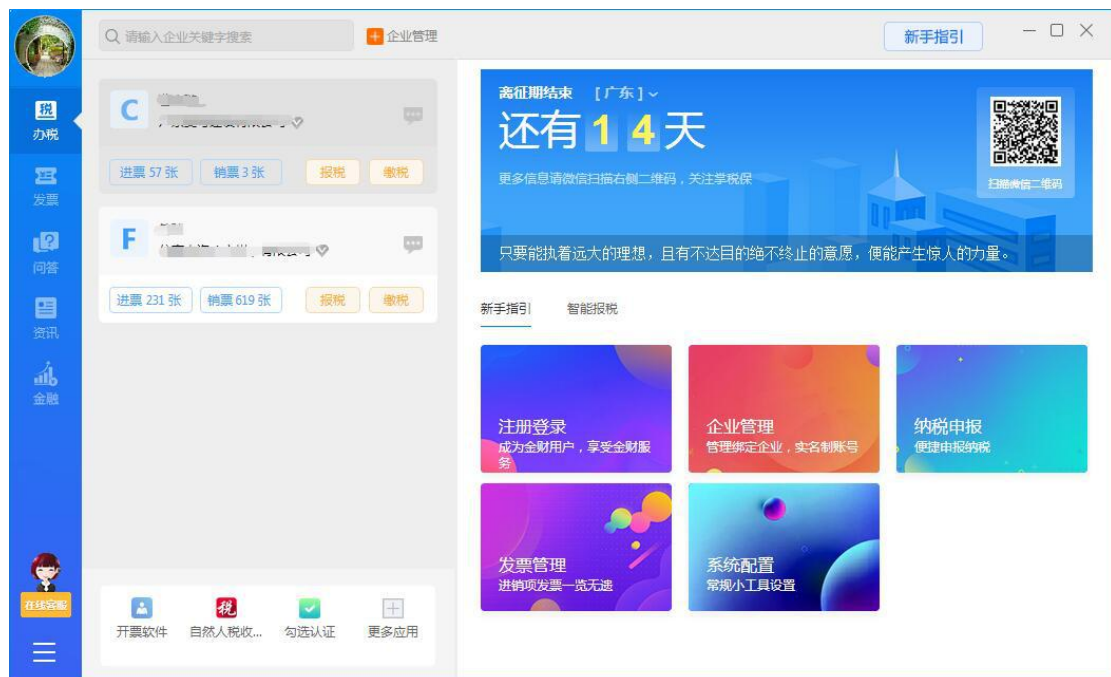 请输入企业关键字搜索
企业管理
新手指引
税
办税
发票
问答
资讯
金融
在线客服
C
进票 57 张
销票 3 张
报税
缴税
F
进票 231 张
销票 619 张
报税
缴税
开票软件
税
自然人税收...
勾选认证
更多应用
离征期结束 [广东]
还有14天
更多信息请微信扫描右侧二维码，关注学税保
扫描微信二维码
只要能执着远大的理想，且有不达目的绝不终止的意愿，便能产生惊人的力量。
新手指引
智能报税
注册登录
成为金财用户，享受金财服
务
企业管理
管理绑定企业，实名制账号
纳税申报
便捷申报纳税
发票管理
进销项发票一览无遗
系统配置
常规小工具设置